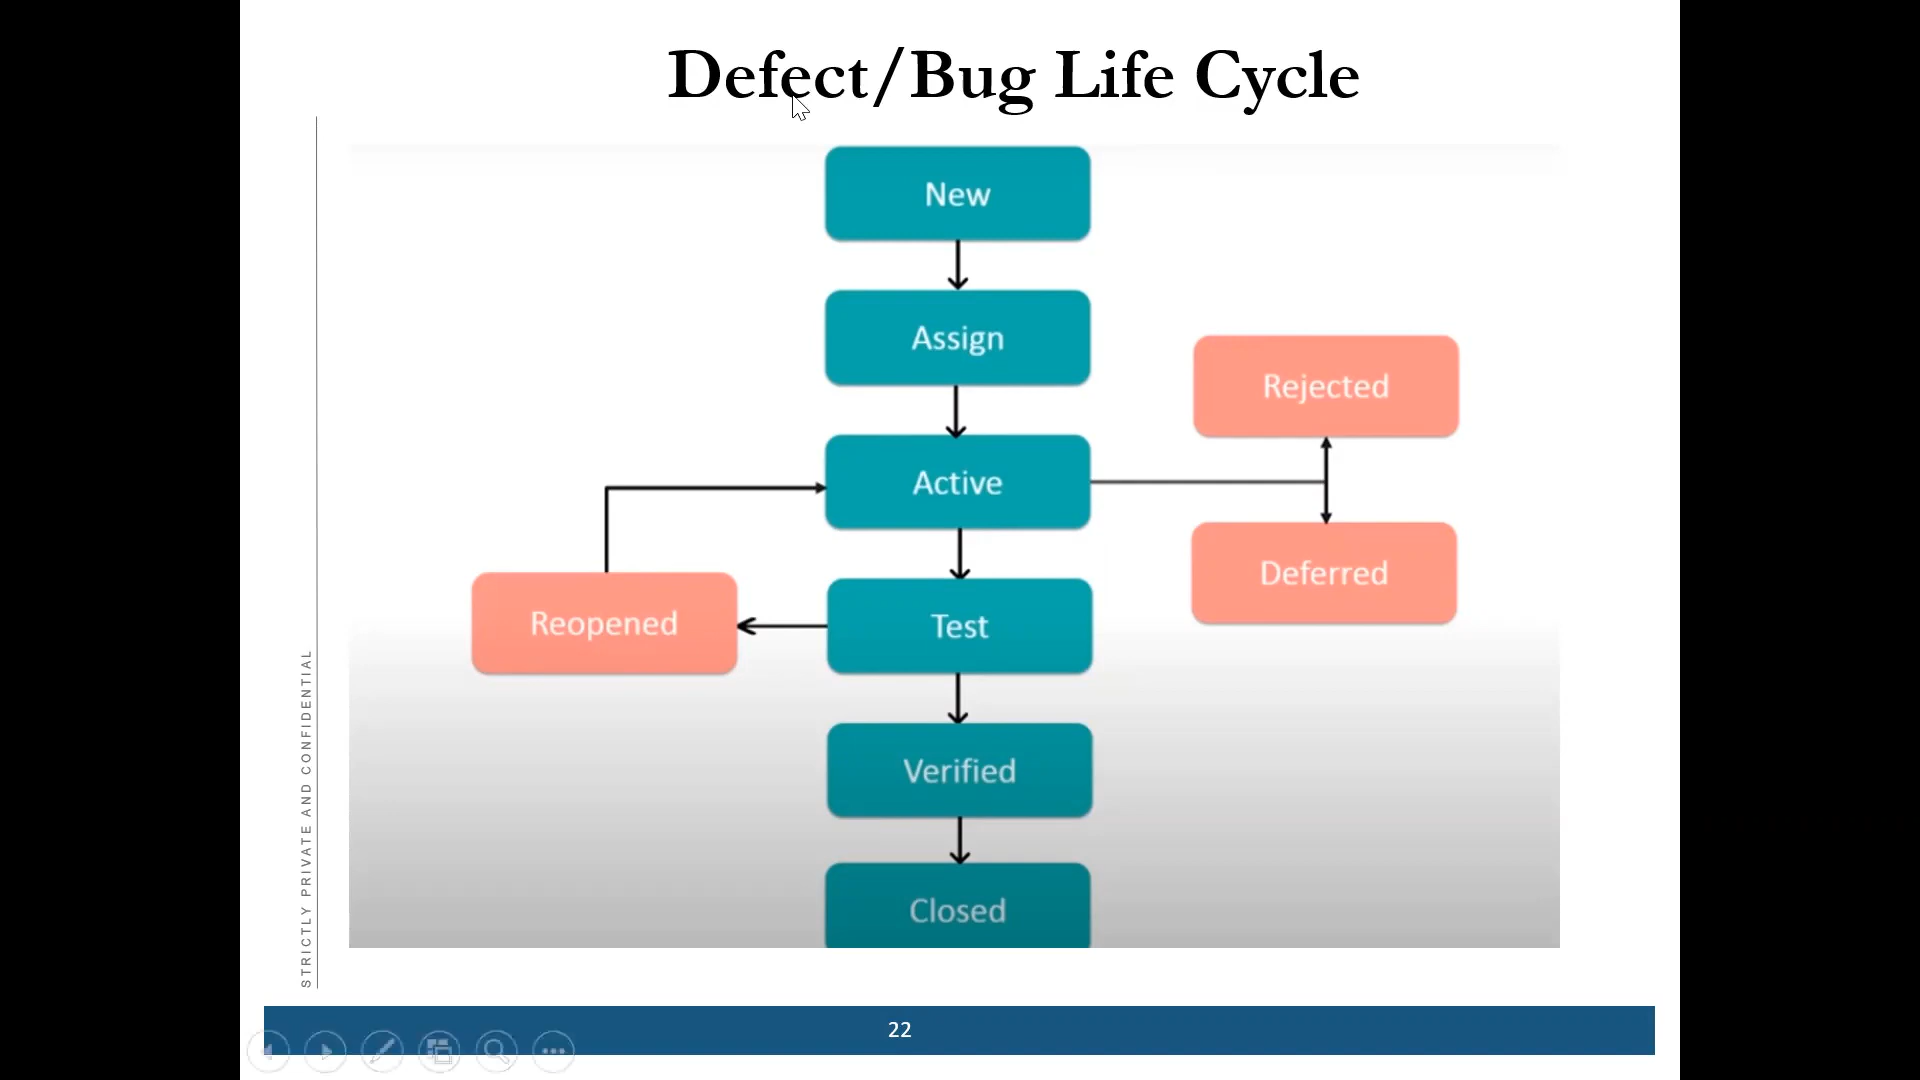 Defect/Bug Life Cycle
New
Assign
Rejected
Active
Deferred
Reopened
Test
Verified
Closed
STRICTLY PRIVATE AND CONFIDENTIAL
22